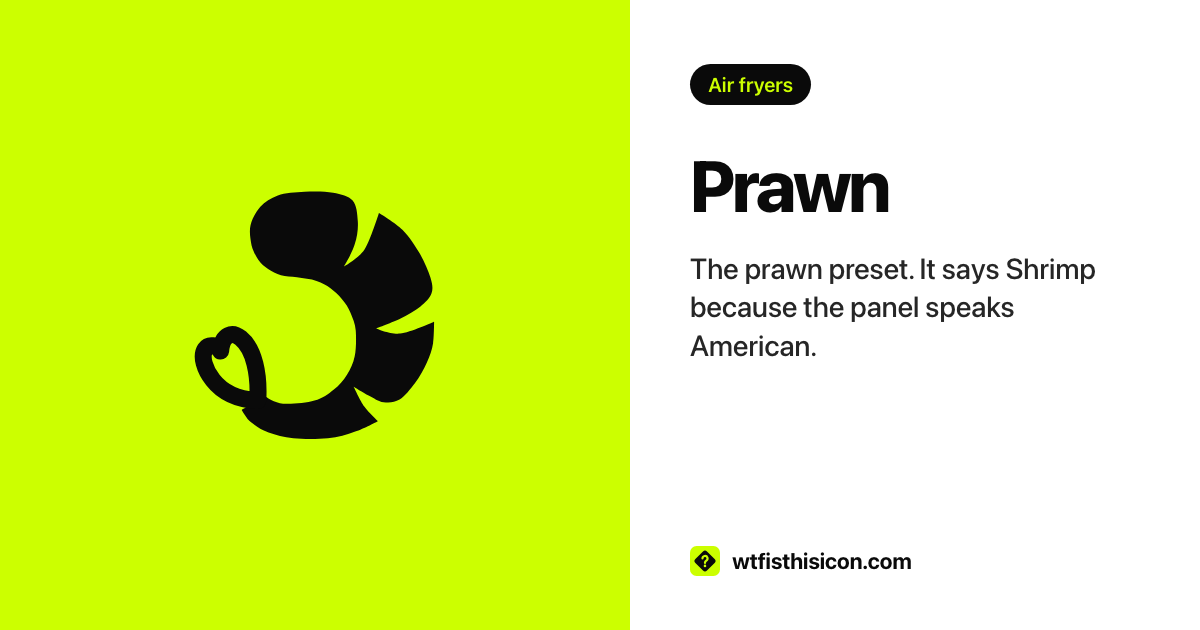 Air fryers
Prawn
The prawn preset. It says Shrimp
because the panel speaks
American.
?
wtfisthisicon.com